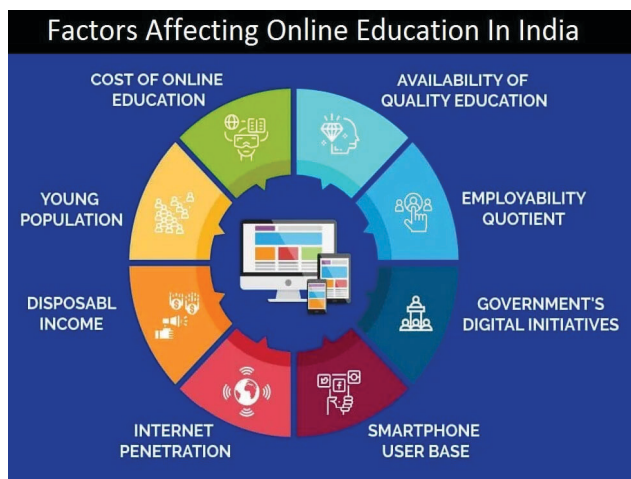 Factors Affecting Online Education In India
COST OF ONLINE
EDUCATION
AVAILABILITY OF
QUALITY EDUCATION
YOUNG
POPULATION
EMPLOYABILITY
QUOTIENT
DISPOSABL
INCOME
GOVERNMENT'S
DIGITAL INITIATIVES
INTERNET
PENETRATION
SMARTPHONE
USER BASE